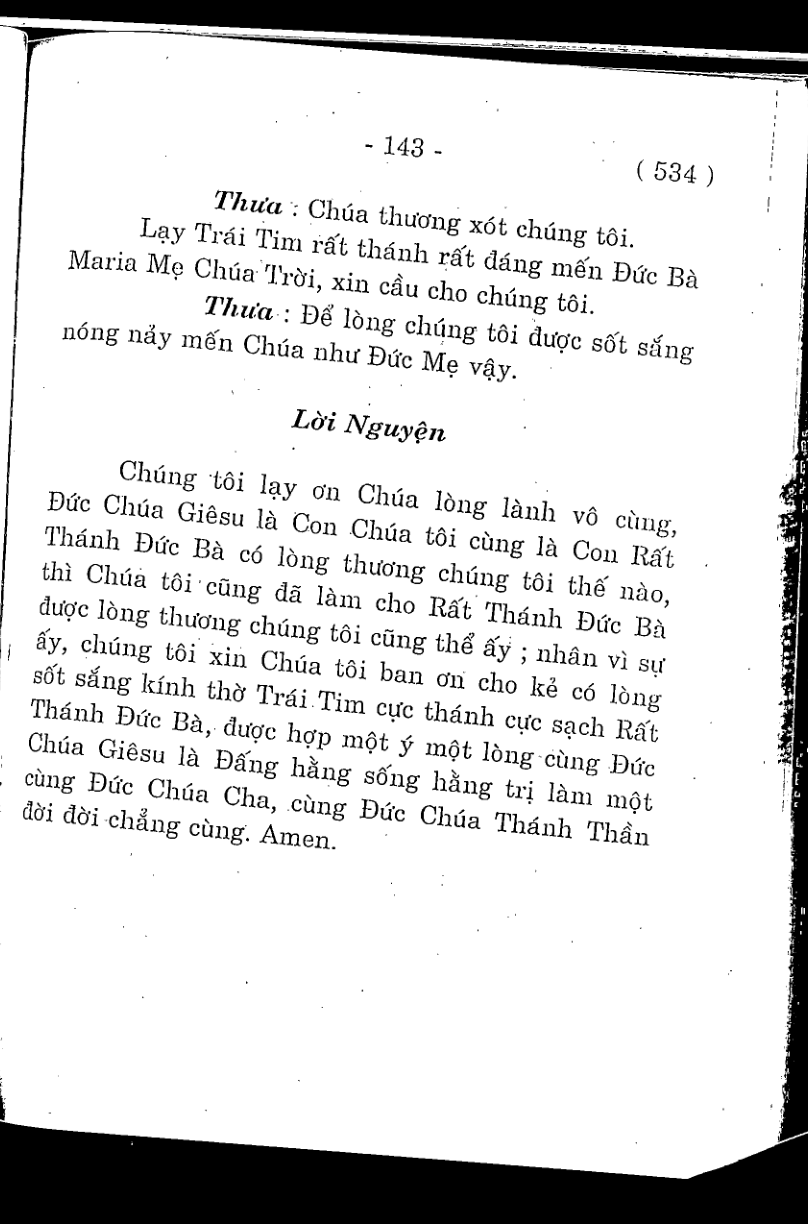 - 143 -
( 534 )
Thưa : Chúa thương xót chúng tôi.
Lạy Trái Tim rất thánh rất đáng mến Đức Bà
Maria Mẹ Chúa Trời, xin cầu cho chúng tôi.
Thưa : Để lòng chúng tôi được sốt sắng
nóng nảy mến Chúa như Đức Mẹ vậy.
Lời Nguyện
Chúng tôi lạy ơn Chúa lòng lành vô cùng,
Đức Chúa Giêsu là Con Chúa tôi cùng là Con Rất
Thánh Đức Bà có lòng thương chúng tôi thế nào,
thì Chúa tôi cũng đã làm cho Rất Thánh Đức Bà
được lòng thương chúng tôi cũng thể ấy ; nhân vì sự
ấy, chúng tôi xin Chúa tôi ban ơn cho kẻ có lòng
sốt sắng kính thờ Trái Tim cực thánh cực sạch Rất
Thánh Đức Bà, được hợp một ý một lòng cùng Đức
Chúa Giêsu là Đấng hằng sống hằng trị làm một
cùng Đức Chúa Cha, cùng Đức Chúa Thánh Thần
đời đời chẳng cùng. Amen.